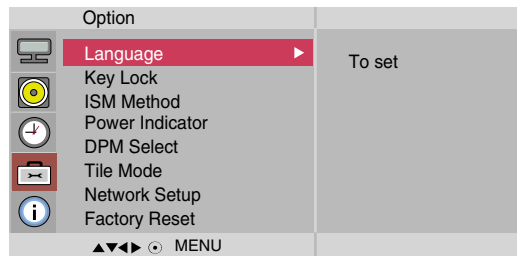 Option
Language
To set
Key Lock
ISM Method
Power Indicator
DPM Select
Tile Mode
Network Setup
Factory Reset
MENU